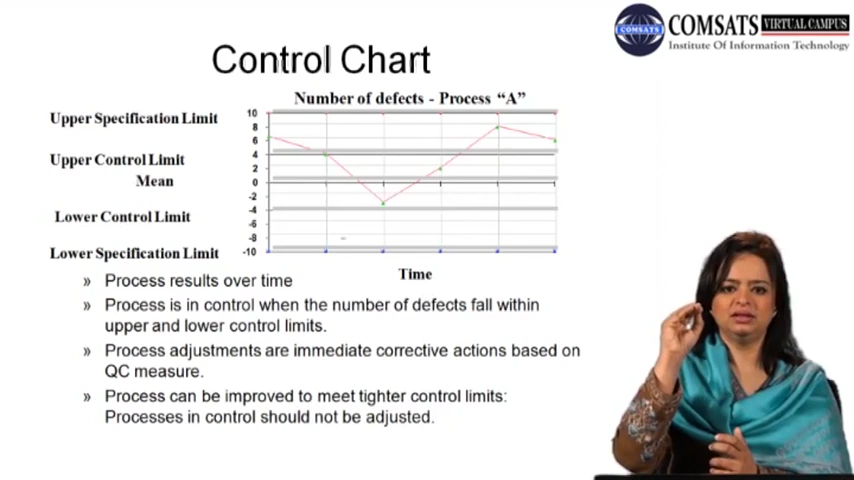 COMSATS
COMSATS VIRTUAL CAMPUS
Institute Of Information Technology
Control Chart
Number of defects - Process “A”
Upper Specification Limit
Upper Control Limit
Mean
Lower Control Limit
Lower Specification Limit
10
8
6
4
2
0
-2
-4
-6
-8
-10
Time
» Process results over time
» Process is in control when the number of defects fall within
upper and lower control limits.
» Process adjustments are immediate corrective actions based on
QC measure.
» Process can be improved to meet tighter control limits:
Processes in control should not be adjusted.